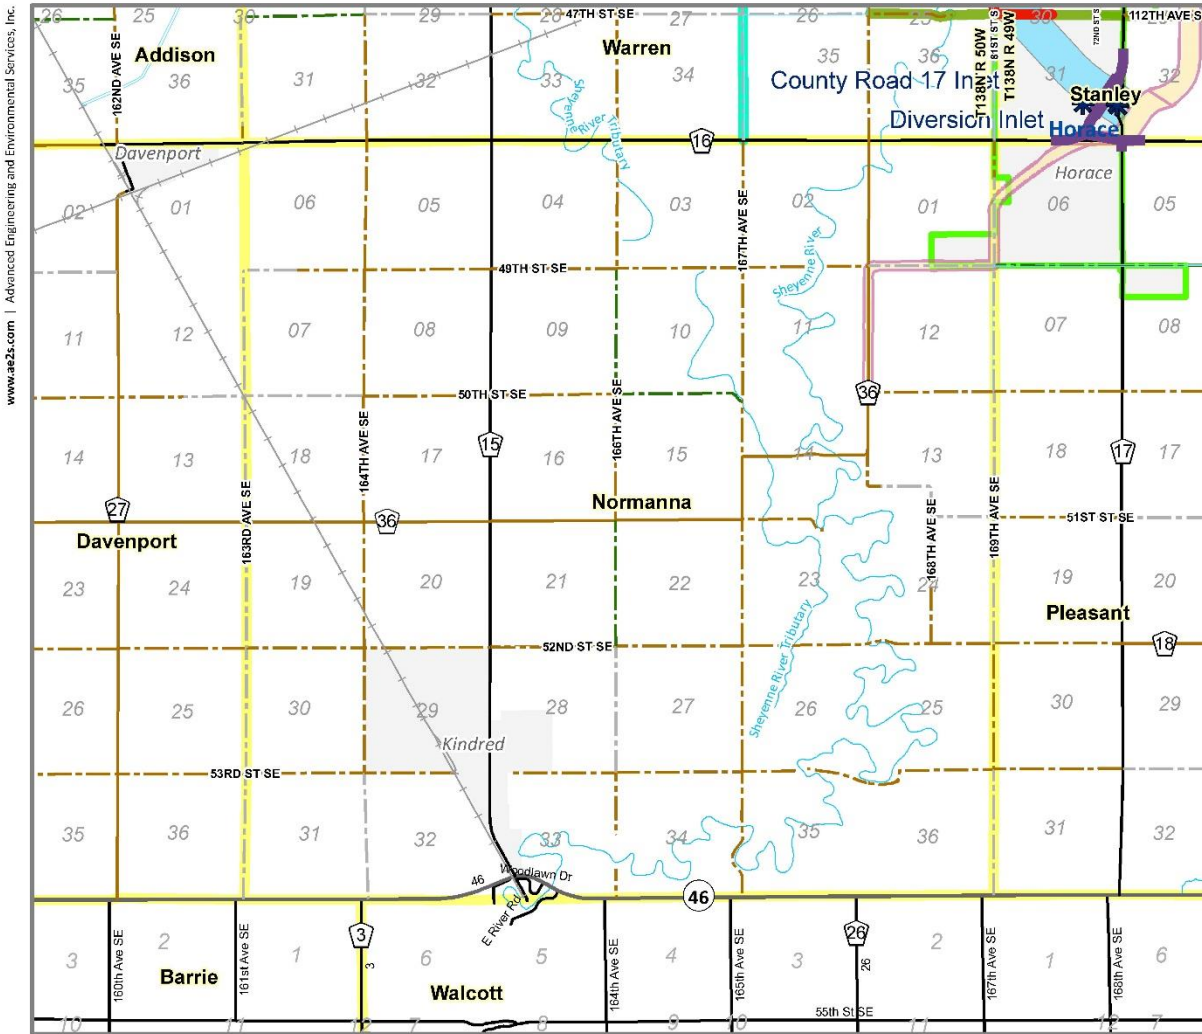 www.ae2s.com | Advanced Engineering and Environmental Services, Inc.
26 25 30 29 28 47TH ST SE 27 26 25 30 112TH AVE S
162ND AVE SE
Addison
Warren
81ST ST S
72ND ST S
35 36 31 32 33 34 35 36 31 32
T138N R 50W
T138N R 49W
County Road 17 Inlet
Stanley
Diversion Inlet
Horace
Sheyenne River Tributary
16
Davenport
Horace
02 01 06 05 04 03 02 01 06 05
167TH AVE SE
Sheyenne River
49TH ST SE
11 12 07 08 09 10 11 12 07 08
50TH ST SE
36
164TH AVE SE
15
166TH AVE SE
17
14 13 18 17 16 15 14 13 18 17
163RD AVE SE
27
36
Normanna
168TH AVE SE
169TH AVE SE
51ST ST SE
Davenport
23 24 19 20 21 22 23 24 19 20
Pleasant
52ND ST SE
18
Sheyenne River Tributary
26 25 30 29 28 27 26 25 30 29
Kindred
53RD ST SE
35 36 31 32 33 34 35 36 31 32
46
Woodlawn Dr
E River Rd
46
160th Ave SE
161st Ave SE
3
3
164th Ave SE
165th Ave SE
26
26
167th Ave SE
168th Ave SE
3 2 1 6 5 4 3 2 1 6
Barrie
Walcott
55th St SE
10 11 12 7 8 9 10 11 12 7